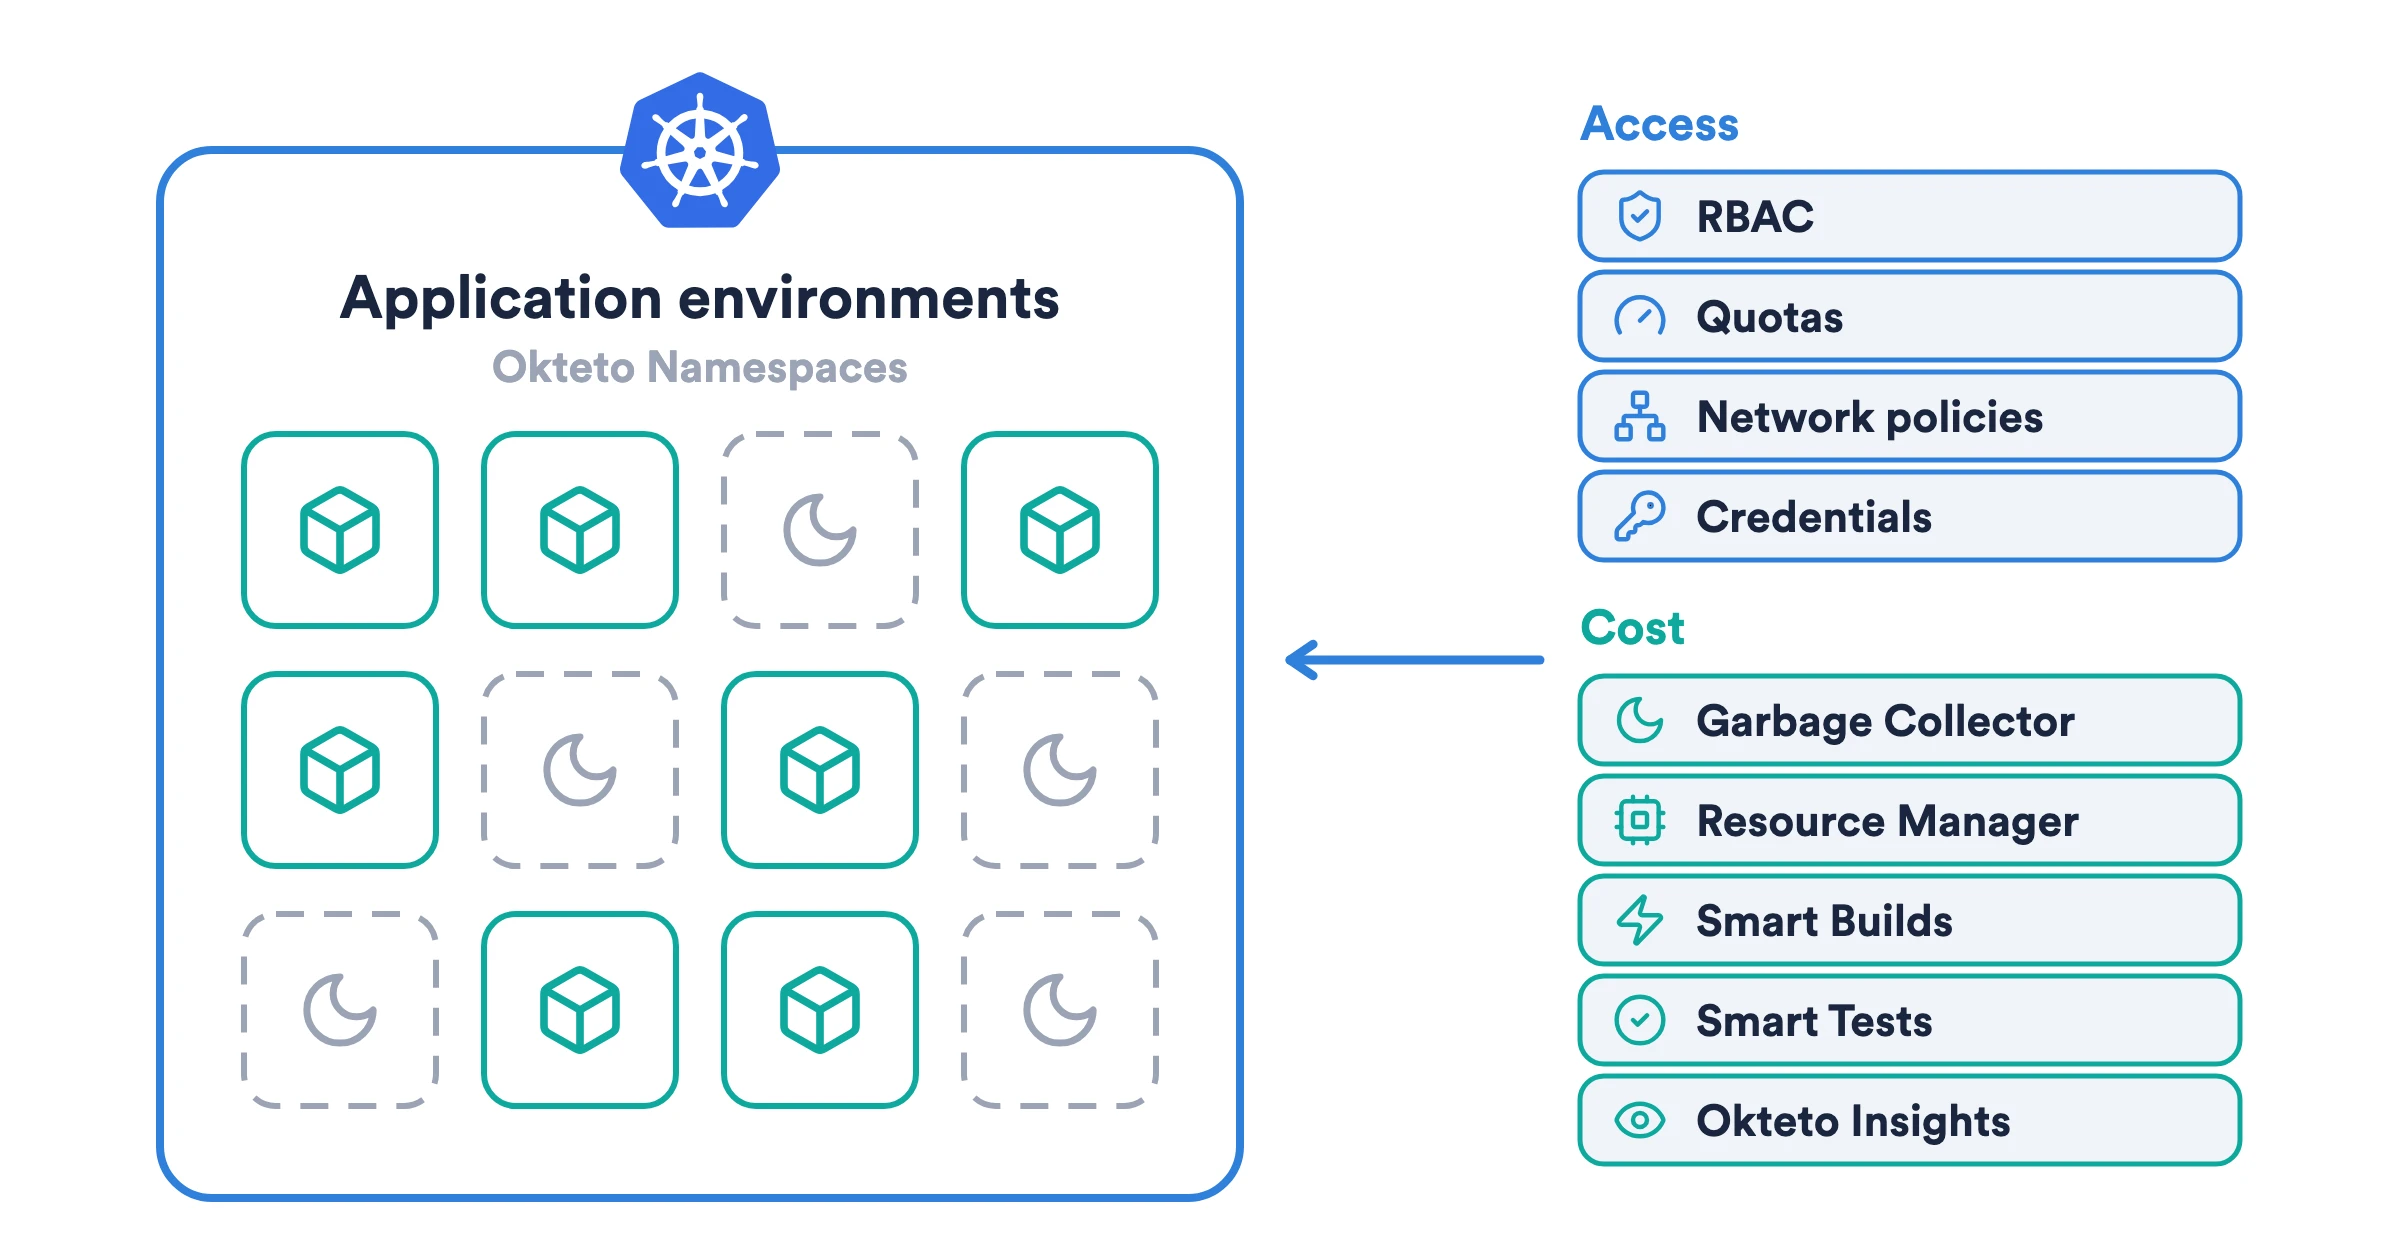 Application environments
Okteto Namespaces
Access
RBAC
Quotas
Network policies
Credentials
Cost
Garbage Collector
Resource Manager
Smart Builds
Smart Tests
Okteto Insights